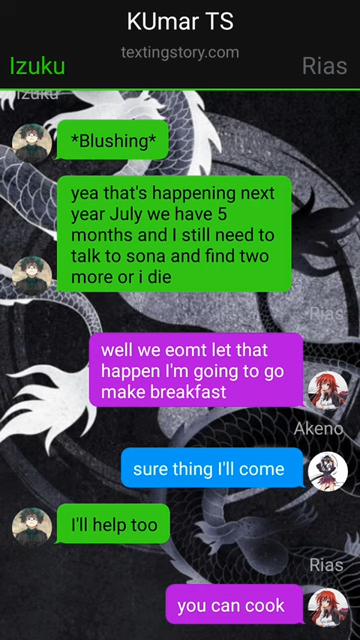 KUmar TS
textingstory.com
Izuku
Rias
Izuku
*Blushing*
yea that's happening next
year July we have 5
months and I still need to
talk to sona and find two
more or i die
Rias
well we eomt let that
happen I'm going to go
make breakfast
Akeno
sure thing I'll come
I'll help too
Rias
you can cook